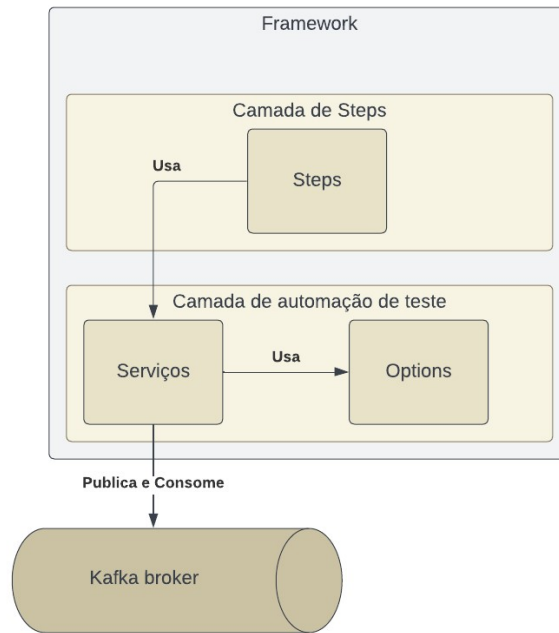 Framework
Camada de Steps
Usa
Steps
Camada de automação de teste
Serviços
Usa
Options
Publica e Consome
Kafka broker